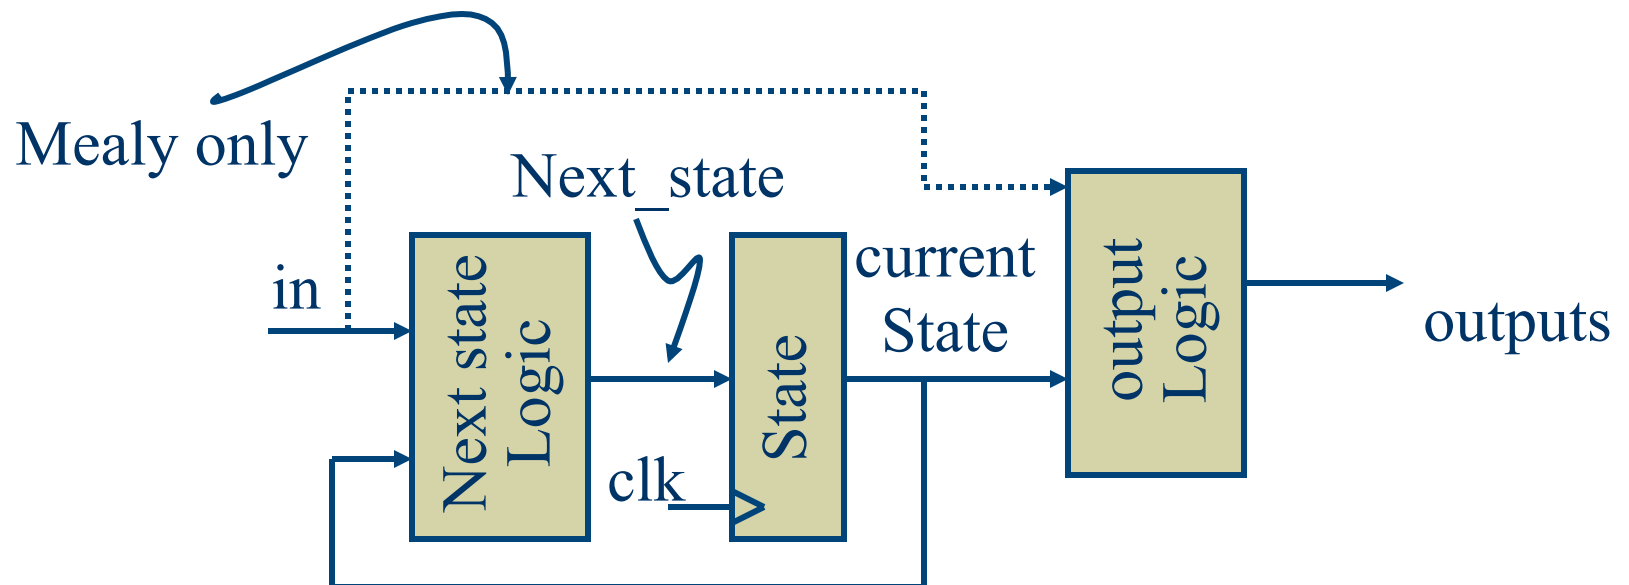 Mealy only
Next_state
in
Next state
Logic
clk
State
current
State
output
Logic
outputs